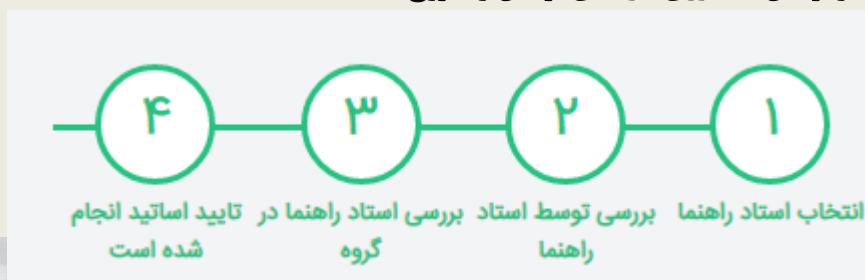 ۱
انتخاب استاد راهنما
۲
بررسی توسط استاد
راهنما
۳
بررسی استاد راهنما در
گروه
۴
تایید اساتید انجام
شده است